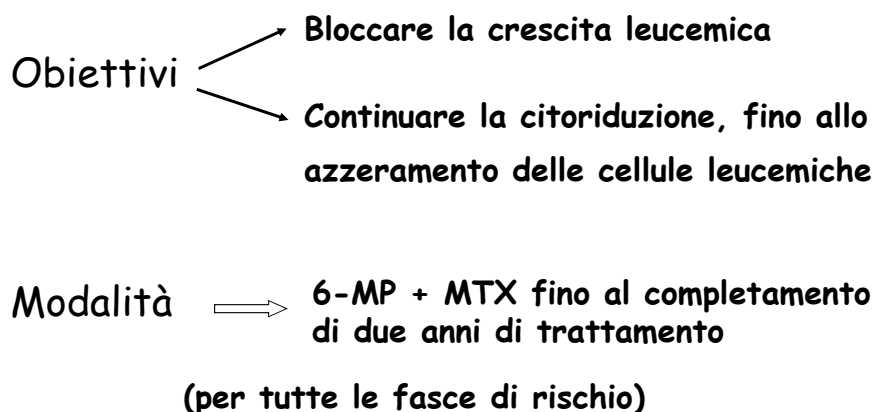 Obiettivi
Bloccare la crescita leucemica
Continuare la citoriduzione, fino allo
azzeramento delle cellule leucemiche
Modalità
6-MP + MTX fino al completamento
di due anni di trattamento
(per tutte le fasce di rischio)